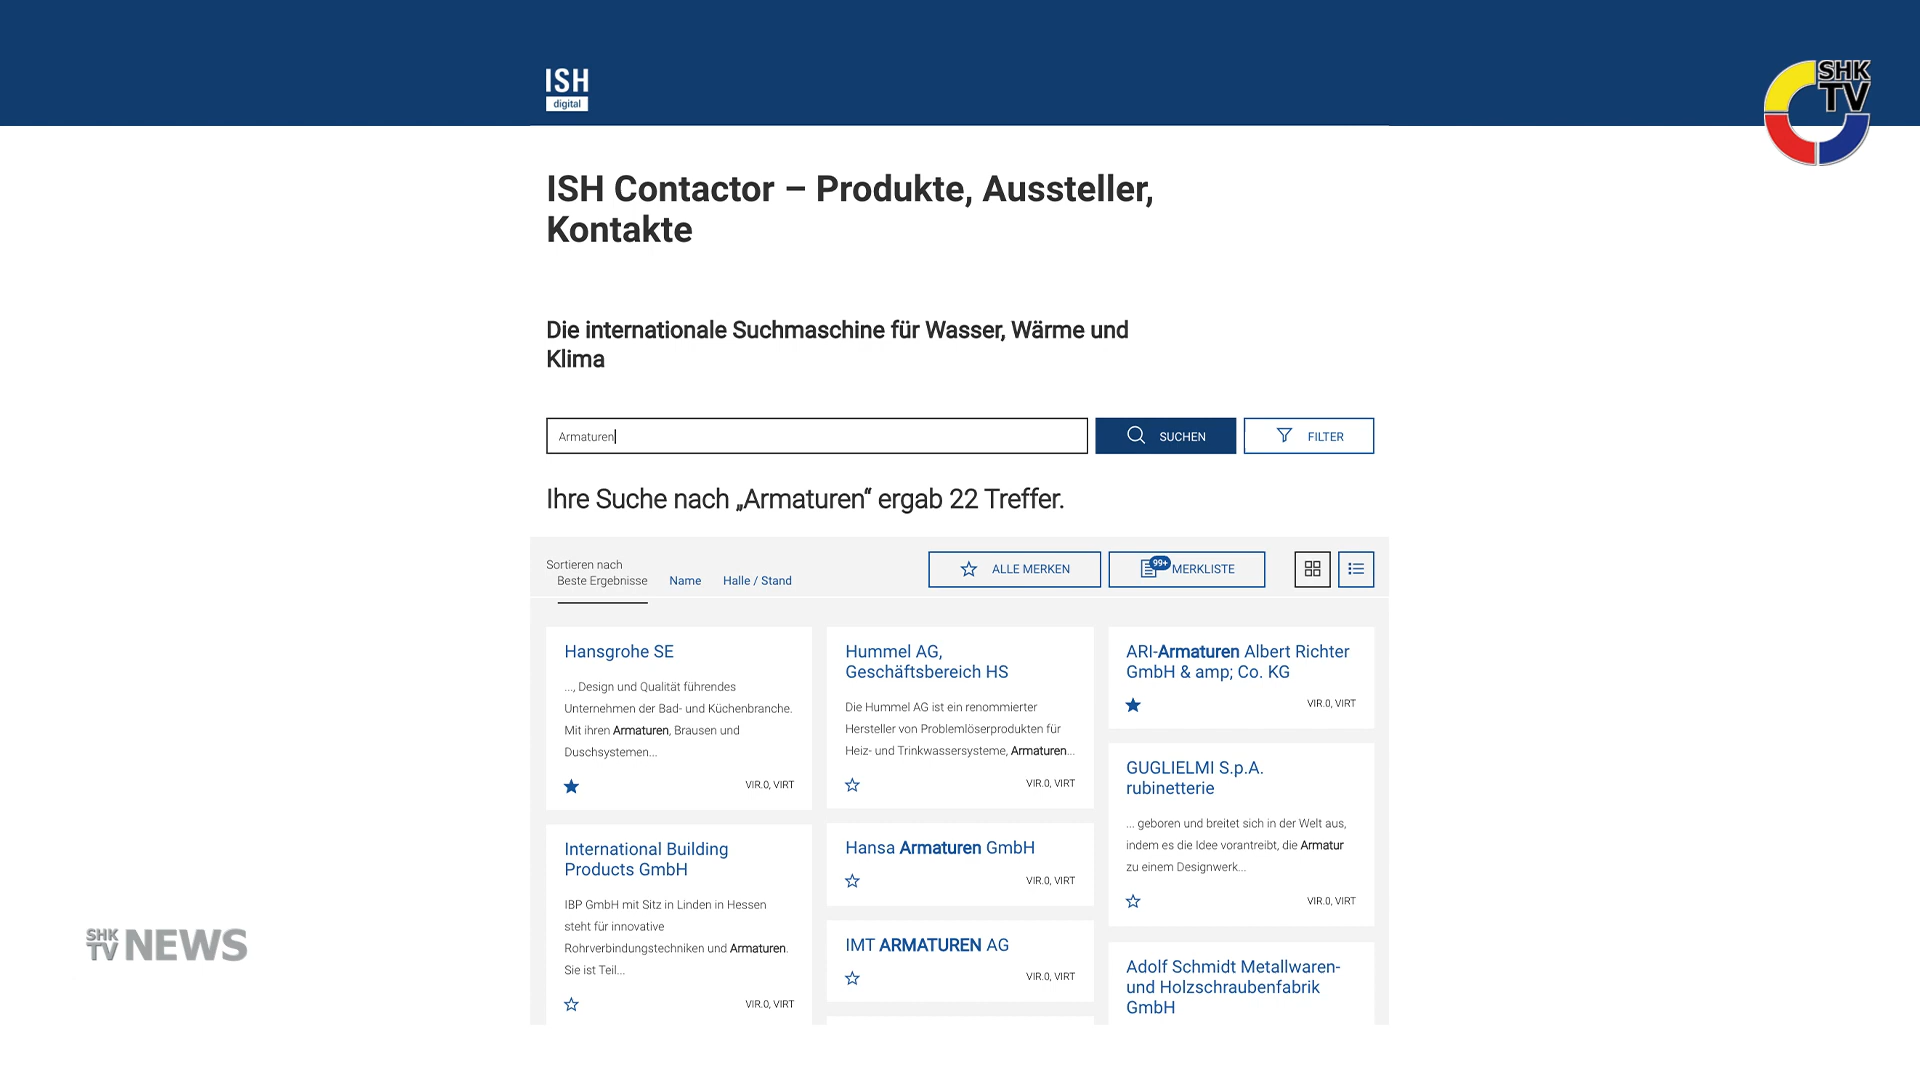 ISH
digital
SHK
TV
ISH Contactor – Produkte, Aussteller,
Kontakte
Die internationale Suchmaschine für Wasser, Wärme und
Klima
Armaturen
SUCHEN
FILTER
Ihre Suche nach „Armaturen“ ergab 22 Treffer.
Sortieren nach
Beste Ergebnisse
Name
Halle / Stand
ALLE MERKEN
99+
MERKLISTE
Hansgrohe SE
..., Design und Qualität führendes
Unternehmen der Bad- und Küchenbranche.
Mit ihren Armaturen, Brausen und
Duschsystemen...
VIR.0, VIRT
International Building
Products GmbH
IBP GmbH mit Sitz in Linden in Hessen
steht für innovative
Rohrverbindungstechniken und Armaturen.
Sie ist Teil...
VIR.0, VIRT
Hummel AG,
Geschäftsbereich HS
Die Hummel AG ist ein renommierter
Hersteller von Problemlöserprodukten für
Heiz- und Trinkwassersysteme, Armaturen...
VIR.0, VIRT
Hansa Armaturen GmbH
VIR.0, VIRT
IMT ARMATUREN AG
VIR.0, VIRT
ARI-Armaturen Albert Richter
GmbH & amp; Co. KG
VIR.0, VIRT
GUGLIELMI S.p.A.
rubinetterie
... geboren und breitet sich in der Welt aus,
indem es die Idee vorantreibt, die Armatur
zu einem Designwerk...
VIR.0, VIRT
Adolf Schmidt Metallwaren-
und Holzschraubenfabrik
GmbH
SHK
TV NEWS